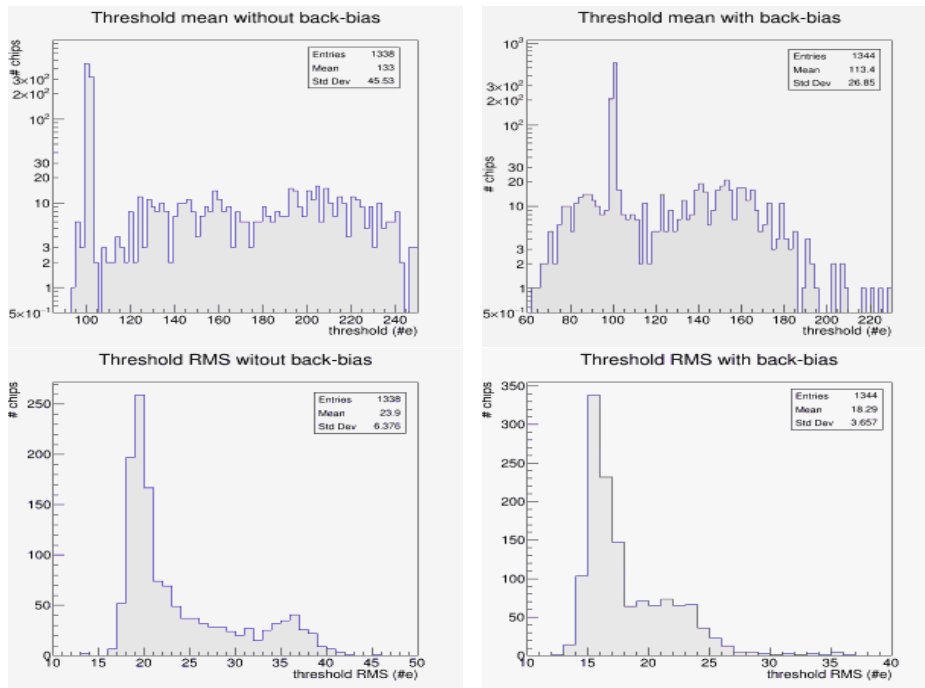 Threshold mean without back-bias
# chips
Entries 1338
Mean 133
Std Dev 45.53
3×10²
2×10²
10²
30
20
10
3
2
1
5×10⁻¹
100 120 140 160 180 200 220 240
threshold (#e)
Threshold mean with back-bias
# chips
Entries 1344
Mean 113.4
Std Dev 26.85
10³
3×10²
2×10²
10²
30
20
10
3
2
1
5×10⁻¹
60 80 100 120 140 160 180 200 220
threshold (#e)
Threshold RMS witout back-bias
# chips
Entries 1338
Mean 23.9
Std Dev 6.376
250
200
150
100
50
0
10 15 20 25 30 35 40 45 50
threshold RMS (#e)
Threshold RMS with back-bias
# chips
Entries 1344
Mean 18.29
Std Dev 3.657
350
300
250
200
150
100
50
0
10 15 20 25 30 35 40
threshold RMS (#e)